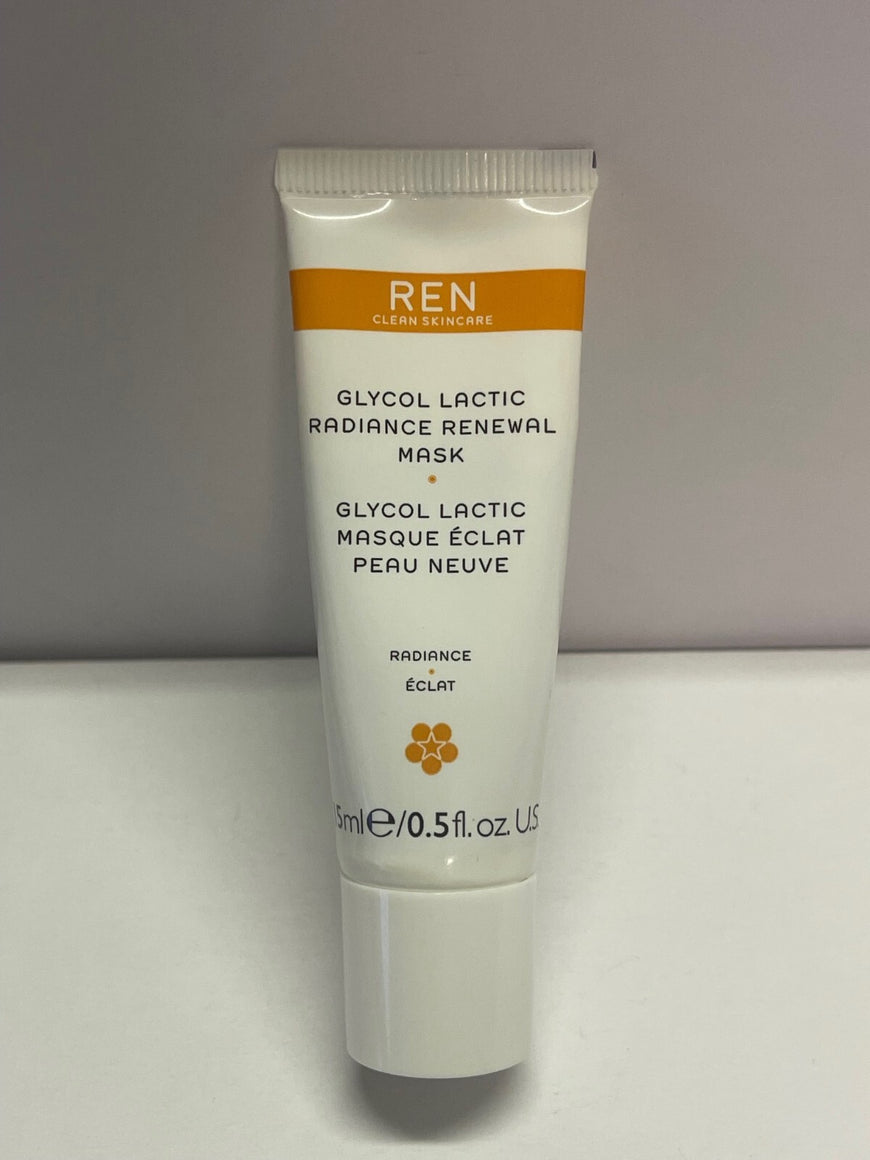 REN
CLEAN SKINCARE
GLYCOL LACTIC
RADIANCE RENEWAL
MASK
GLYCOL LACTIC
MASQUE ÉCLAT
PEAU NEUVE
RADIANCE
ÉCLAT
15ml℮/0.5fl.oz. U.S.